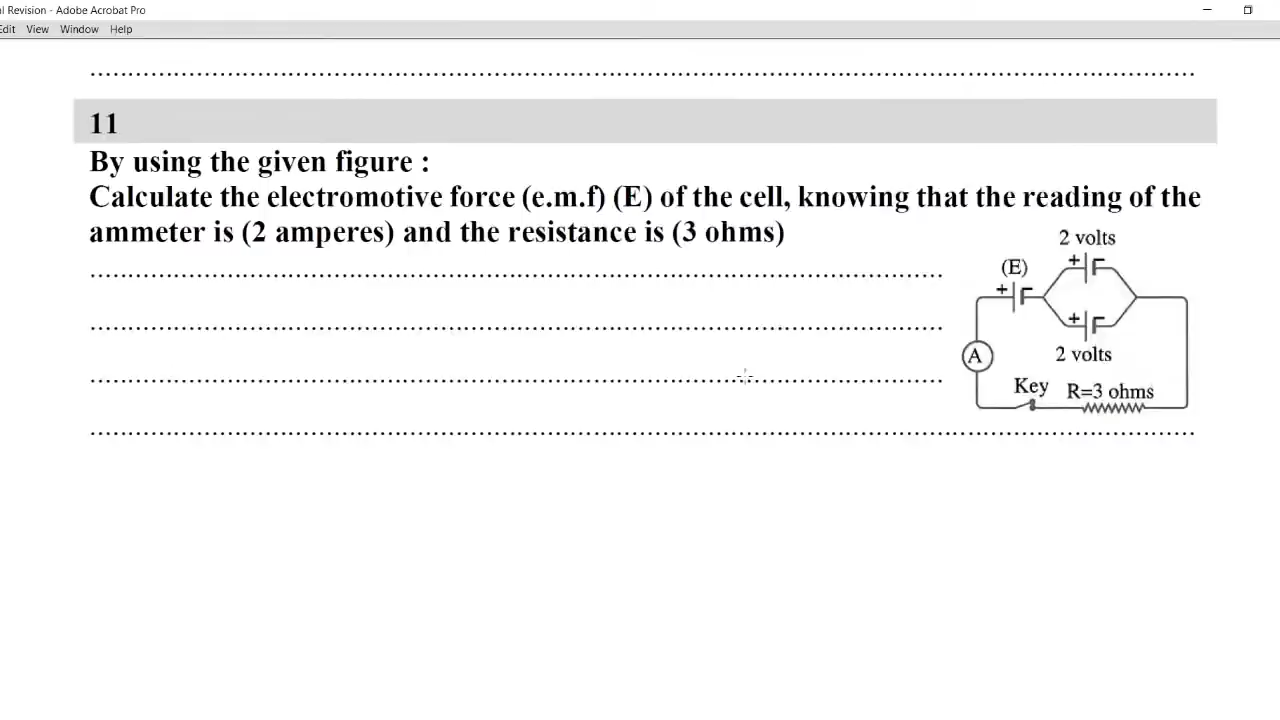 l Revision - Adobe Acrobat Pro
Edit View Window Help
11
By using the given figure :
Calculate the electromotive force (e.m.f) (E) of the cell, knowing that the reading of the
ammeter is (2 amperes) and the resistance is (3 ohms)
2 volts
(E)
+
+
+
A
2 volts
Key R=3 ohms